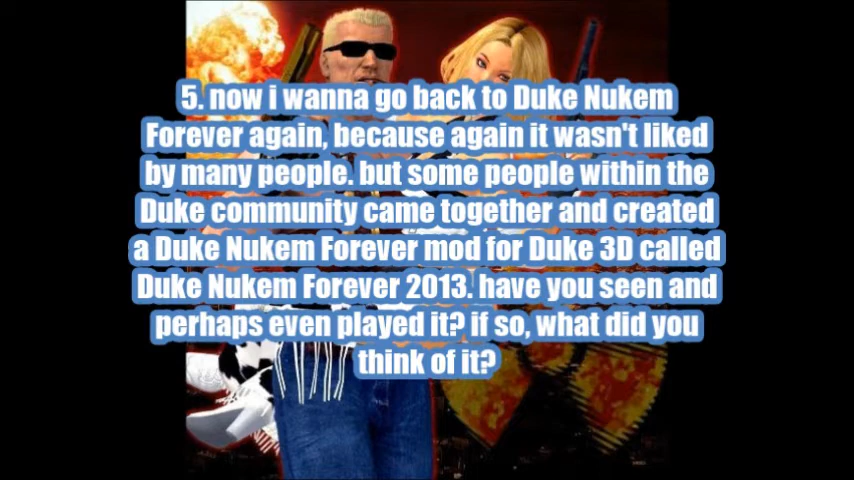 5. now i wanna go back to Duke Nukem
Forever again, because again it wasn't liked
by many people. but some people within the
Duke community came together and created
a Duke Nukem Forever mod for Duke 3D called
Duke Nukem Forever 2013. have you seen and
perhaps even played it? if so, what did you
think of it?